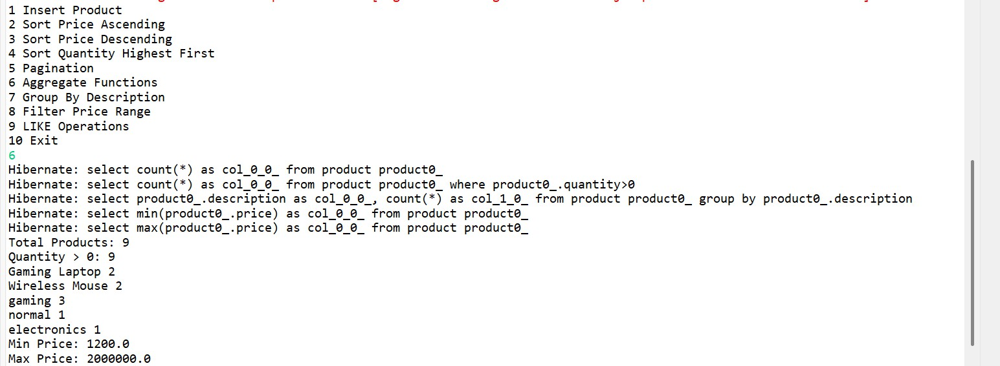 1 Insert Product
2 Sort Price Ascending
3 Sort Price Descending
4 Sort Quantity Highest First
5 Pagination
6 Aggregate Functions
7 Group By Description
8 Filter Price Range
9 LIKE Operations
10 Exit
6
Hibernate: select count(*) as col_0_0_ from product product0_
Hibernate: select count(*) as col_0_0_ from product product0_ where product0_.quantity>0
Hibernate: select product0_.description as col_0_0_, count(*) as col_1_0_ from product product0_ group by product0_.description
Hibernate: select min(product0_.price) as col_0_0_ from product product0_
Hibernate: select max(product0_.price) as col_0_0_ from product product0_
Total Products: 9
Quantity > 0: 9
Gaming Laptop 2
Wireless Mouse 2
gaming 3
normal 1
electronics 1
Min Price: 1200.0
Max Price: 2000000.0